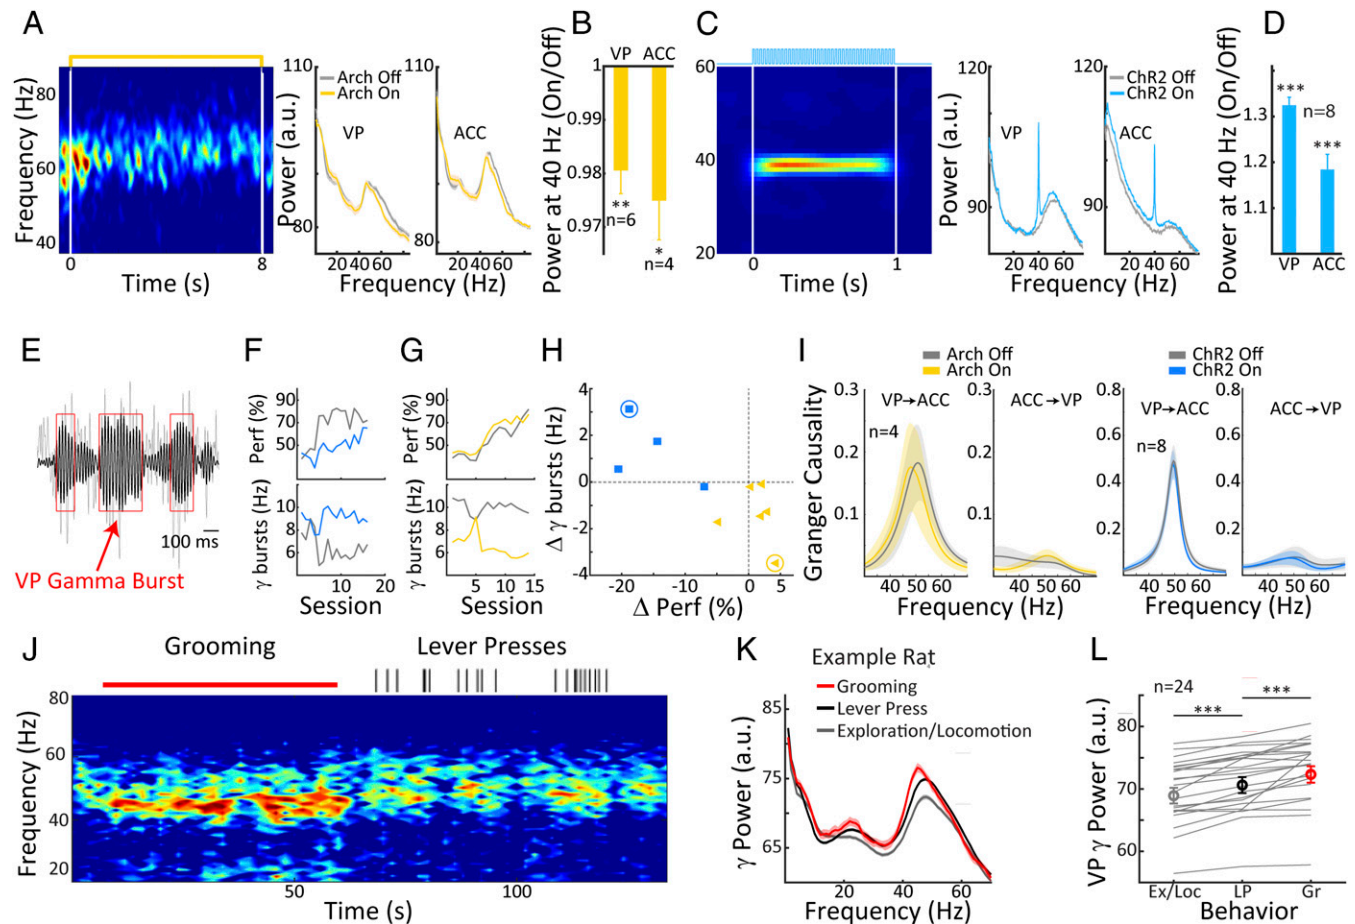 A
Frequency (Hz)
80
60
40
0
8
Time (s)
Power (a.u.)
110
80
Arch Off
Arch On
VP
ACC
110
80
20 40 60
20 40 60
Frequency (Hz)
B
VP ACC
Power at 40 Hz (On/Off)
1
0.99
0.98
0.97
**
n=6
*
n=4
C
60
40
20
0
1
Time (s)
Power (a.u.)
120
90
VP
120
90
ChR2 Off
ChR2 On
ACC
20 40 60
20 40 60
Frequency (Hz)
D
Power at 40 Hz (On/Off)
1.3
1.2
1.1
***
n=8
***
VP ACC
E
100 ms
VP Gamma Burst
F
Perf (%)
90
70
50
γ bursts (Hz)
10
8
6
0 10 20
Session
G
Perf (%)
90
70
50
γ bursts (Hz)
10
8
6
0 5 10 15
Session
H
Δ γ bursts (Hz)
4
2
0
-2
-4
-20 -10 0 5
Δ Perf (%)
I
Arch Off
Arch On
ChR2 Off
ChR2 On
Granger Causality
0.3
0.2
0.1
VP→ACC
n=4
0.3
0.2
0.1
ACC→VP
0.8
0.6
0.4
0.2
VP→ACC
n=8
0.8
0.6
0.4
0.2
ACC→VP
40 50 60
40 50 60
Frequency (Hz)
40 50 60
40 50 60
Frequency (Hz)
J
Grooming
Lever Presses
Frequency (Hz)
80
60
40
20
50
100
Time (s)
K
Example Rat
Grooming
Lever Press
Exploration/Locomotion
γ Power (a.u.)
85
75
65
20 40 60
Frequency (Hz)
L
n=24
***
***
VP γ Power (a.u.)
80
70
60
Ex/Loc LP Gr
Behavior